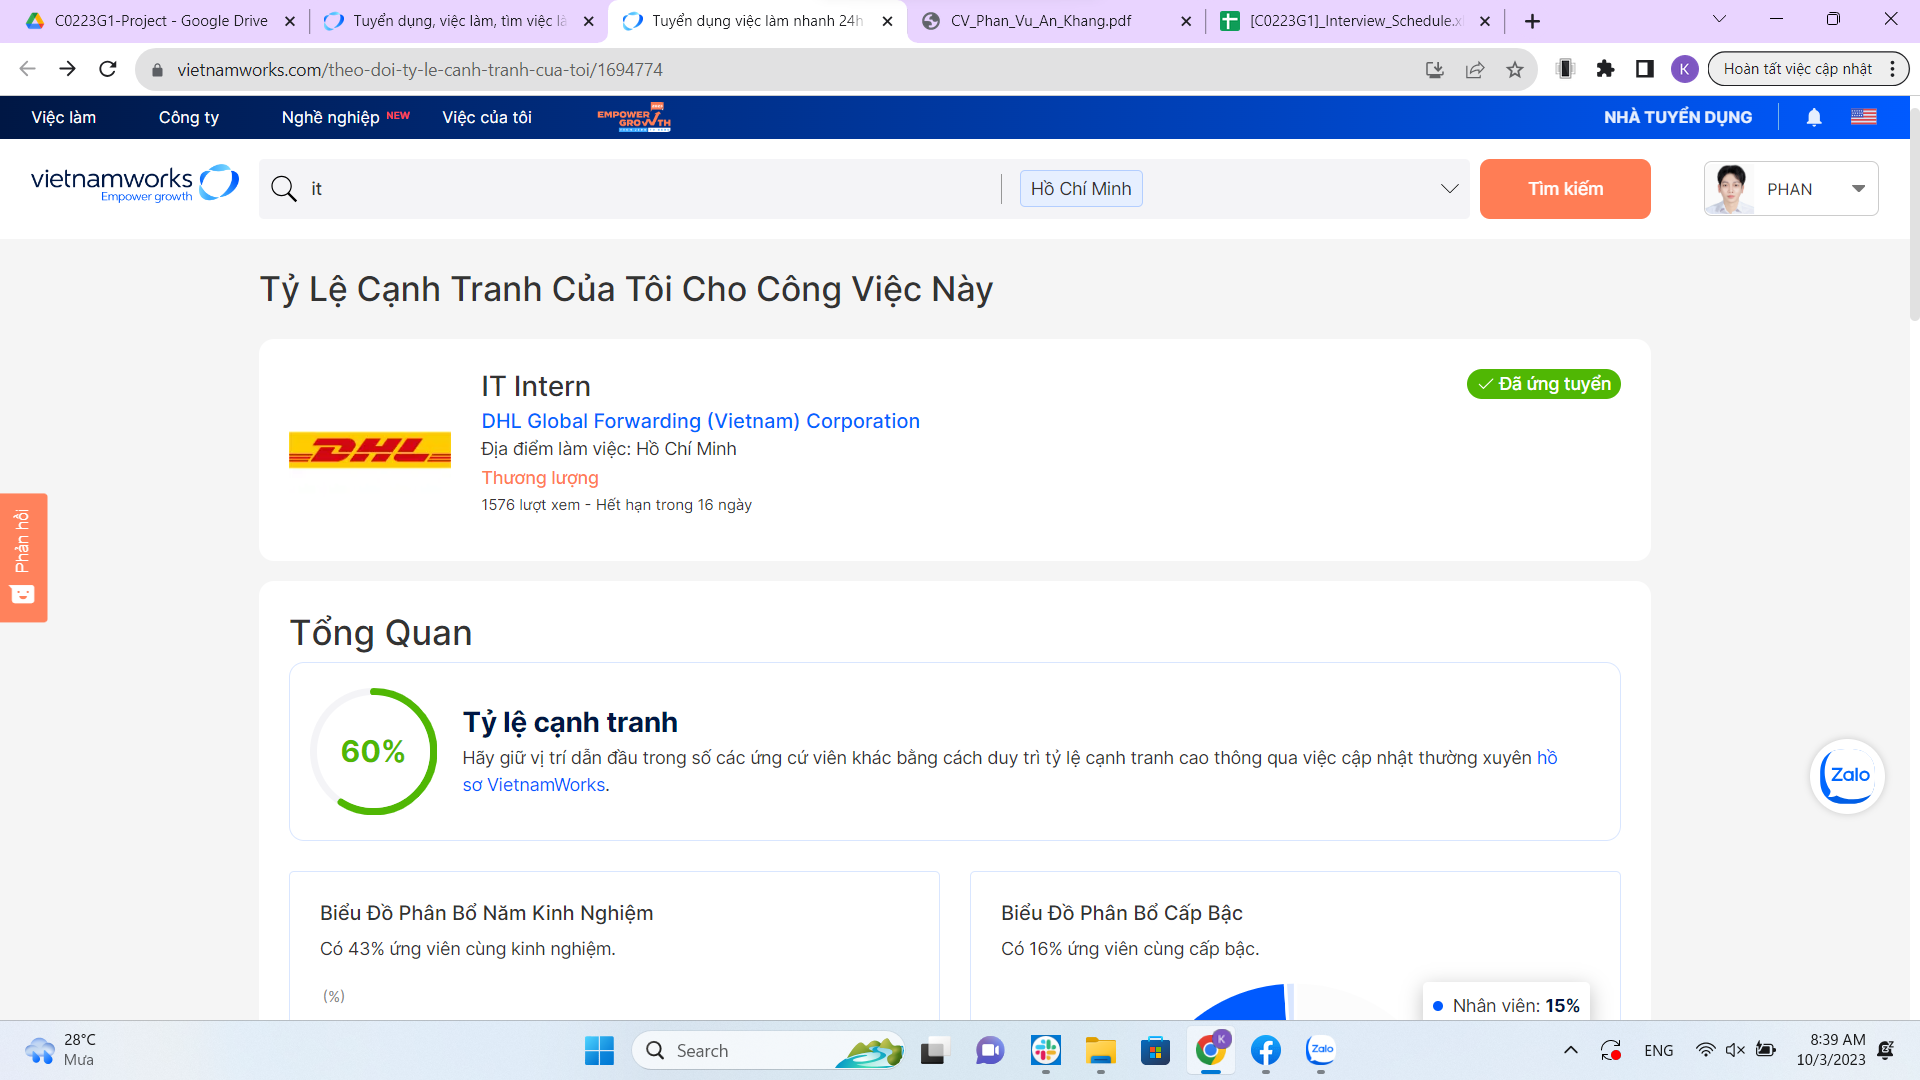 C0223G1-Project - Google Drive
Tuyển dụng, việc làm, tìm việc là
Tuyển dụng việc làm nhanh 24h
CV_Phan_Vu_An_Khang.pdf
[C0223G1]_Interview_Schedule.x
vietnamworks.com/theo-doi-ty-le-canh-tranh-cua-toi/1694774
K
Hoàn tất việc cập nhật
Việc làm
Công ty
Nghề nghiệp NEW
Việc của tôi
EMPOWER GROWTH
NHÀ TUYỂN DỤNG
vietnamworks
Empower growth
it
Hồ Chí Minh
Tìm kiếm
PHAN
Tỷ Lệ Cạnh Tranh Của Tôi Cho Công Việc Này
IT Intern
Đã ứng tuyển
DHL
DHL Global Forwarding (Vietnam) Corporation
Địa điểm làm việc: Hồ Chí Minh
Thương lượng
1576 lượt xem - Hết hạn trong 16 ngày
Phản hồi
Tổng Quan
60%
Tỷ lệ cạnh tranh
Hãy giữ vị trí dẫn đầu trong số các ứng cứ viên khác bằng cách duy trì tỷ lệ cạnh tranh cao thông qua việc cập nhật thường xuyên hồ
sơ VietnamWorks.
Zalo
Biểu Đồ Phân Bổ Năm Kinh Nghiệm
Có 43% ứng viên cùng kinh nghiệm.
(%)
Biểu Đồ Phân Bổ Cấp Bậc
Có 16% ứng viên cùng cấp bậc.
Nhân viên: 15%
28°C
Mưa
Search
K
Zalo
ENG
8:39 AM
10/3/2023